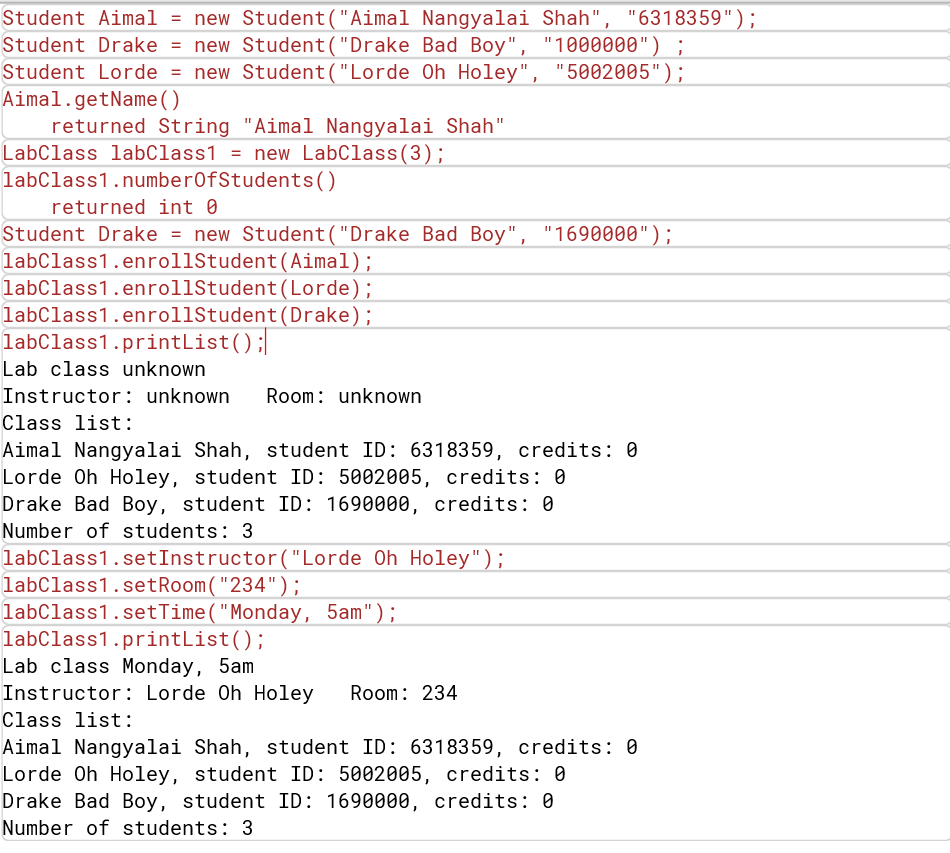 Student Aimal = new Student("Aimal Nangyalai Shah", "6318359");
Student Drake = new Student("Drake Bad Boy", "1000000") ;
Student Lorde = new Student("Lorde Oh Holey", "5002005");
Aimal.getName()
    returned String "Aimal Nangyalai Shah"
LabClass labClass1 = new LabClass(3);
labClass1.numberOfStudents()
    returned int 0
Student Drake = new Student("Drake Bad Boy", "1690000");
labClass1.enrollStudent(Aimal);
labClass1.enrollStudent(Lorde);
labClass1.enrollStudent(Drake);
labClass1.printList();
Lab class unknown
Instructor: unknown   Room: unknown
Class list:
Aimal Nangyalai Shah, student ID: 6318359, credits: 0
Lorde Oh Holey, student ID: 5002005, credits: 0
Drake Bad Boy, student ID: 1690000, credits: 0
Number of students: 3
labClass1.setInstructor("Lorde Oh Holey");
labClass1.setRoom("234");
labClass1.setTime("Monday, 5am");
labClass1.printList();
Lab class Monday, 5am
Instructor: Lorde Oh Holey   Room: 234
Class list:
Aimal Nangyalai Shah, student ID: 6318359, credits: 0
Lorde Oh Holey, student ID: 5002005, credits: 0
Drake Bad Boy, student ID: 1690000, credits: 0
Number of students: 3